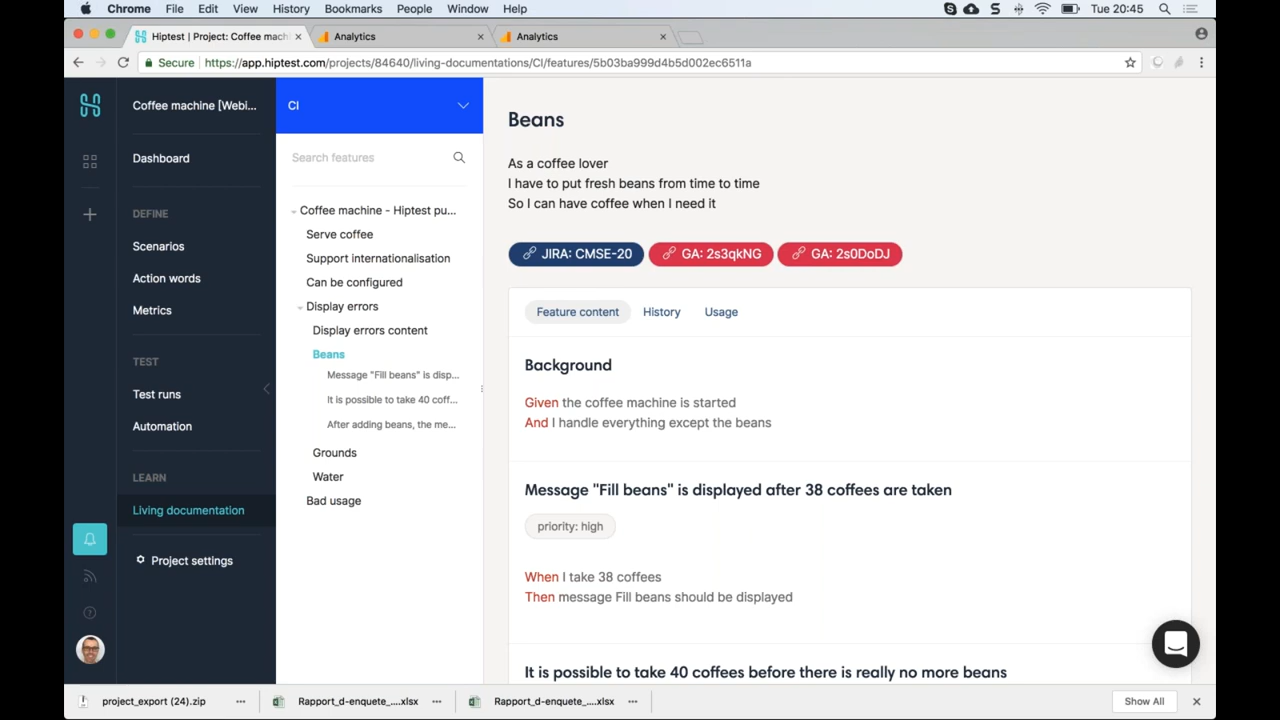 Chrome File Edit View History Bookmarks People Window Help Tue 20:45
Hiptest | Project: Coffee machi Analytics Analytics
Secure https://app.hiptest.com/projects/84640/living-documentations/CI/features/5b03ba999d4b5d002ec6511a
Coffee machine [Webi...
Dashboard
DEFINE
Scenarios
Action words
Metrics
TEST
Test runs
Automation
LEARN
Living documentation
Project settings
CI
Search features
Coffee machine - Hiptest pu...
Serve coffee
Support internationalisation
Can be configured
Display errors
Display errors content
Beans
Message "Fill beans" is disp...
It is possible to take 40 coff...
After adding beans, the me...
Grounds
Water
Bad usage
Beans
As a coffee lover
I have to put fresh beans from time to time
So I can have coffee when I need it
JIRA: CMSE-20 GA: 2s3qkNG GA: 2s0DoDJ
Feature content History Usage
Background
Given the coffee machine is started
And I handle everything except the beans
Message "Fill beans" is displayed after 38 coffees are taken
priority: high
When I take 38 coffees
Then message Fill beans should be displayed
It is possible to take 40 coffees before there is really no more beans
project_export (24).zip Rapport_d-enquete_....xlsx Rapport_d-enquete_....xlsx Show All